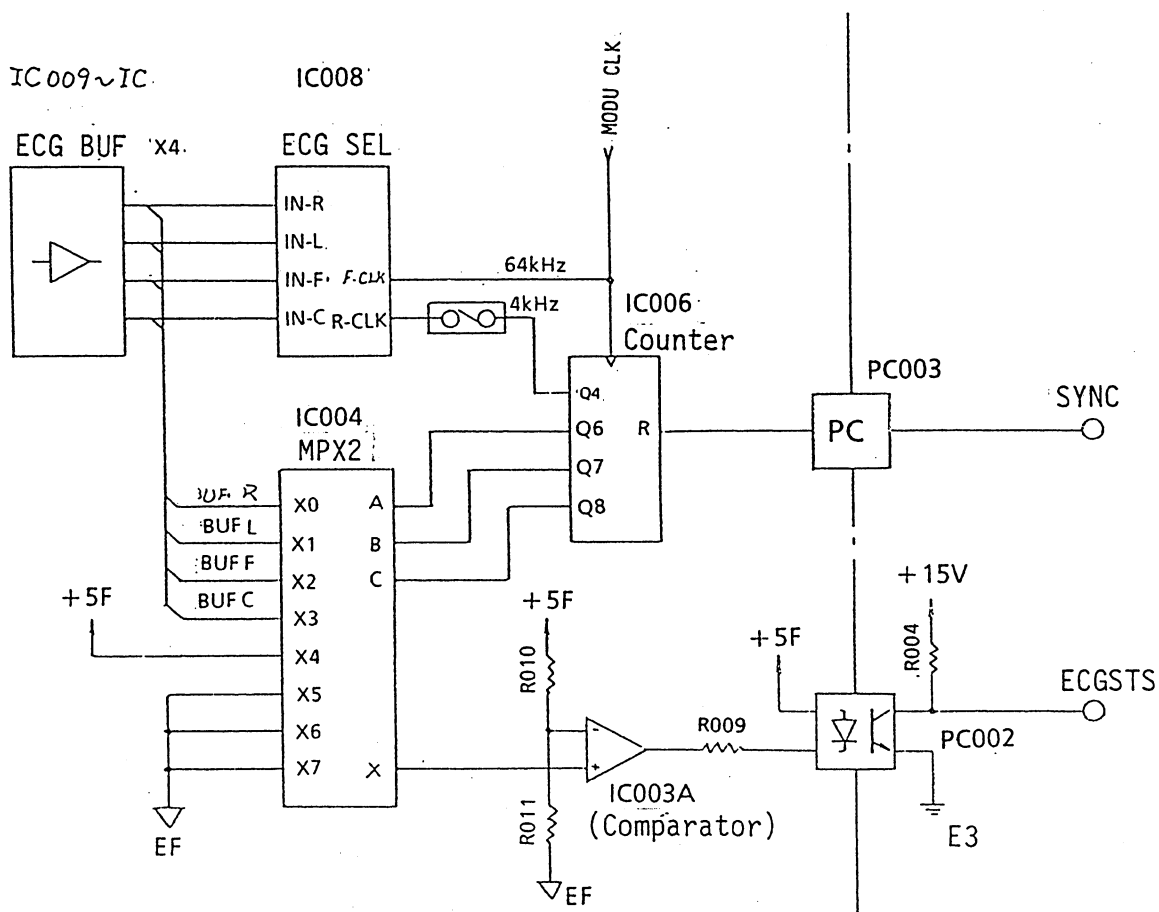 IC009~IC
IC008
ECG BUF X4
ECG SEL
MODU CLK
IN-R
IN-L
IN-F
F-CLK
IN-C
R-CLK
64kHz
4kHz
IC006
Counter
Q4
Q6
Q7
Q8
R
PC003
PC
SYNC
IC004
MPX2
BUF R
BUF L
BUF F
BUF C
X0
X1
X2
X3
X4
X5
X6
X7
A
B
C
X
+5F
EF
+5F
R010
R011
EF
-
+
IC003A
(Comparator)
R009
+5F
+15V
R004
ECGSTS
PC002
E3